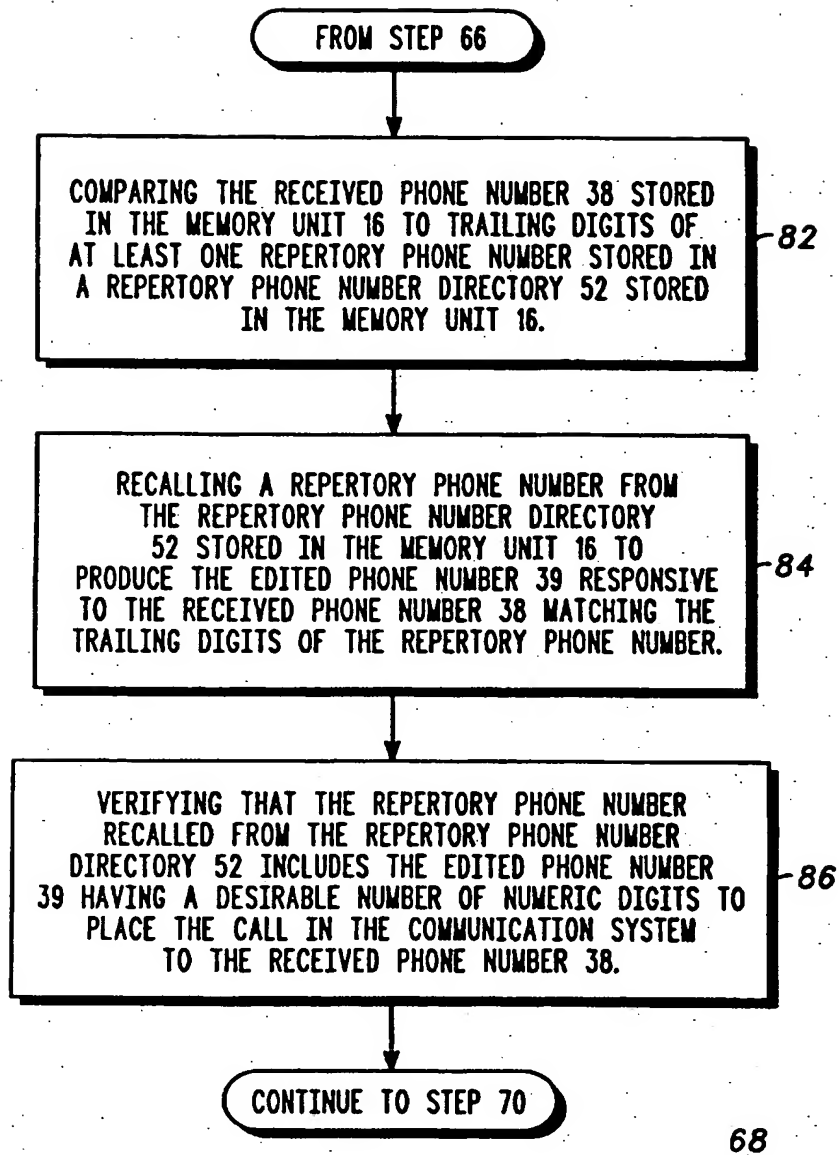 FROM STEP 66
COMPARING THE RECEIVED PHONE NUMBER 38 STORED
IN THE MEMORY UNIT 16 TO TRAILING DIGITS OF
AT LEAST ONE REPERTORY PHONE NUMBER STORED IN
A REPERTORY PHONE NUMBER DIRECTORY 52 STORED
IN THE MEMORY UNIT 16.
82
RECALLING A REPERTORY PHONE NUMBER FROM
THE REPERTORY PHONE NUMBER DIRECTORY
52 STORED IN THE MEMORY UNIT 16 TO
PRODUCE THE EDITED PHONE NUMBER 39 RESPONSIVE
TO THE RECEIVED PHONE NUMBER 38 MATCHING THE
TRAILING DIGITS OF THE REPERTORY PHONE NUMBER.
84
VERIFYING THAT THE REPERTORY PHONE NUMBER
RECALLED FROM THE REPERTORY PHONE NUMBER
DIRECTORY 52 INCLUDES THE EDITED PHONE NUMBER
39 HAVING A DESIRABLE NUMBER OF NUMERIC DIGITS TO
PLACE THE CALL IN THE COMMUNICATION SYSTEM
TO THE RECEIVED PHONE NUMBER 38.
86
CONTINUE TO STEP 70
68